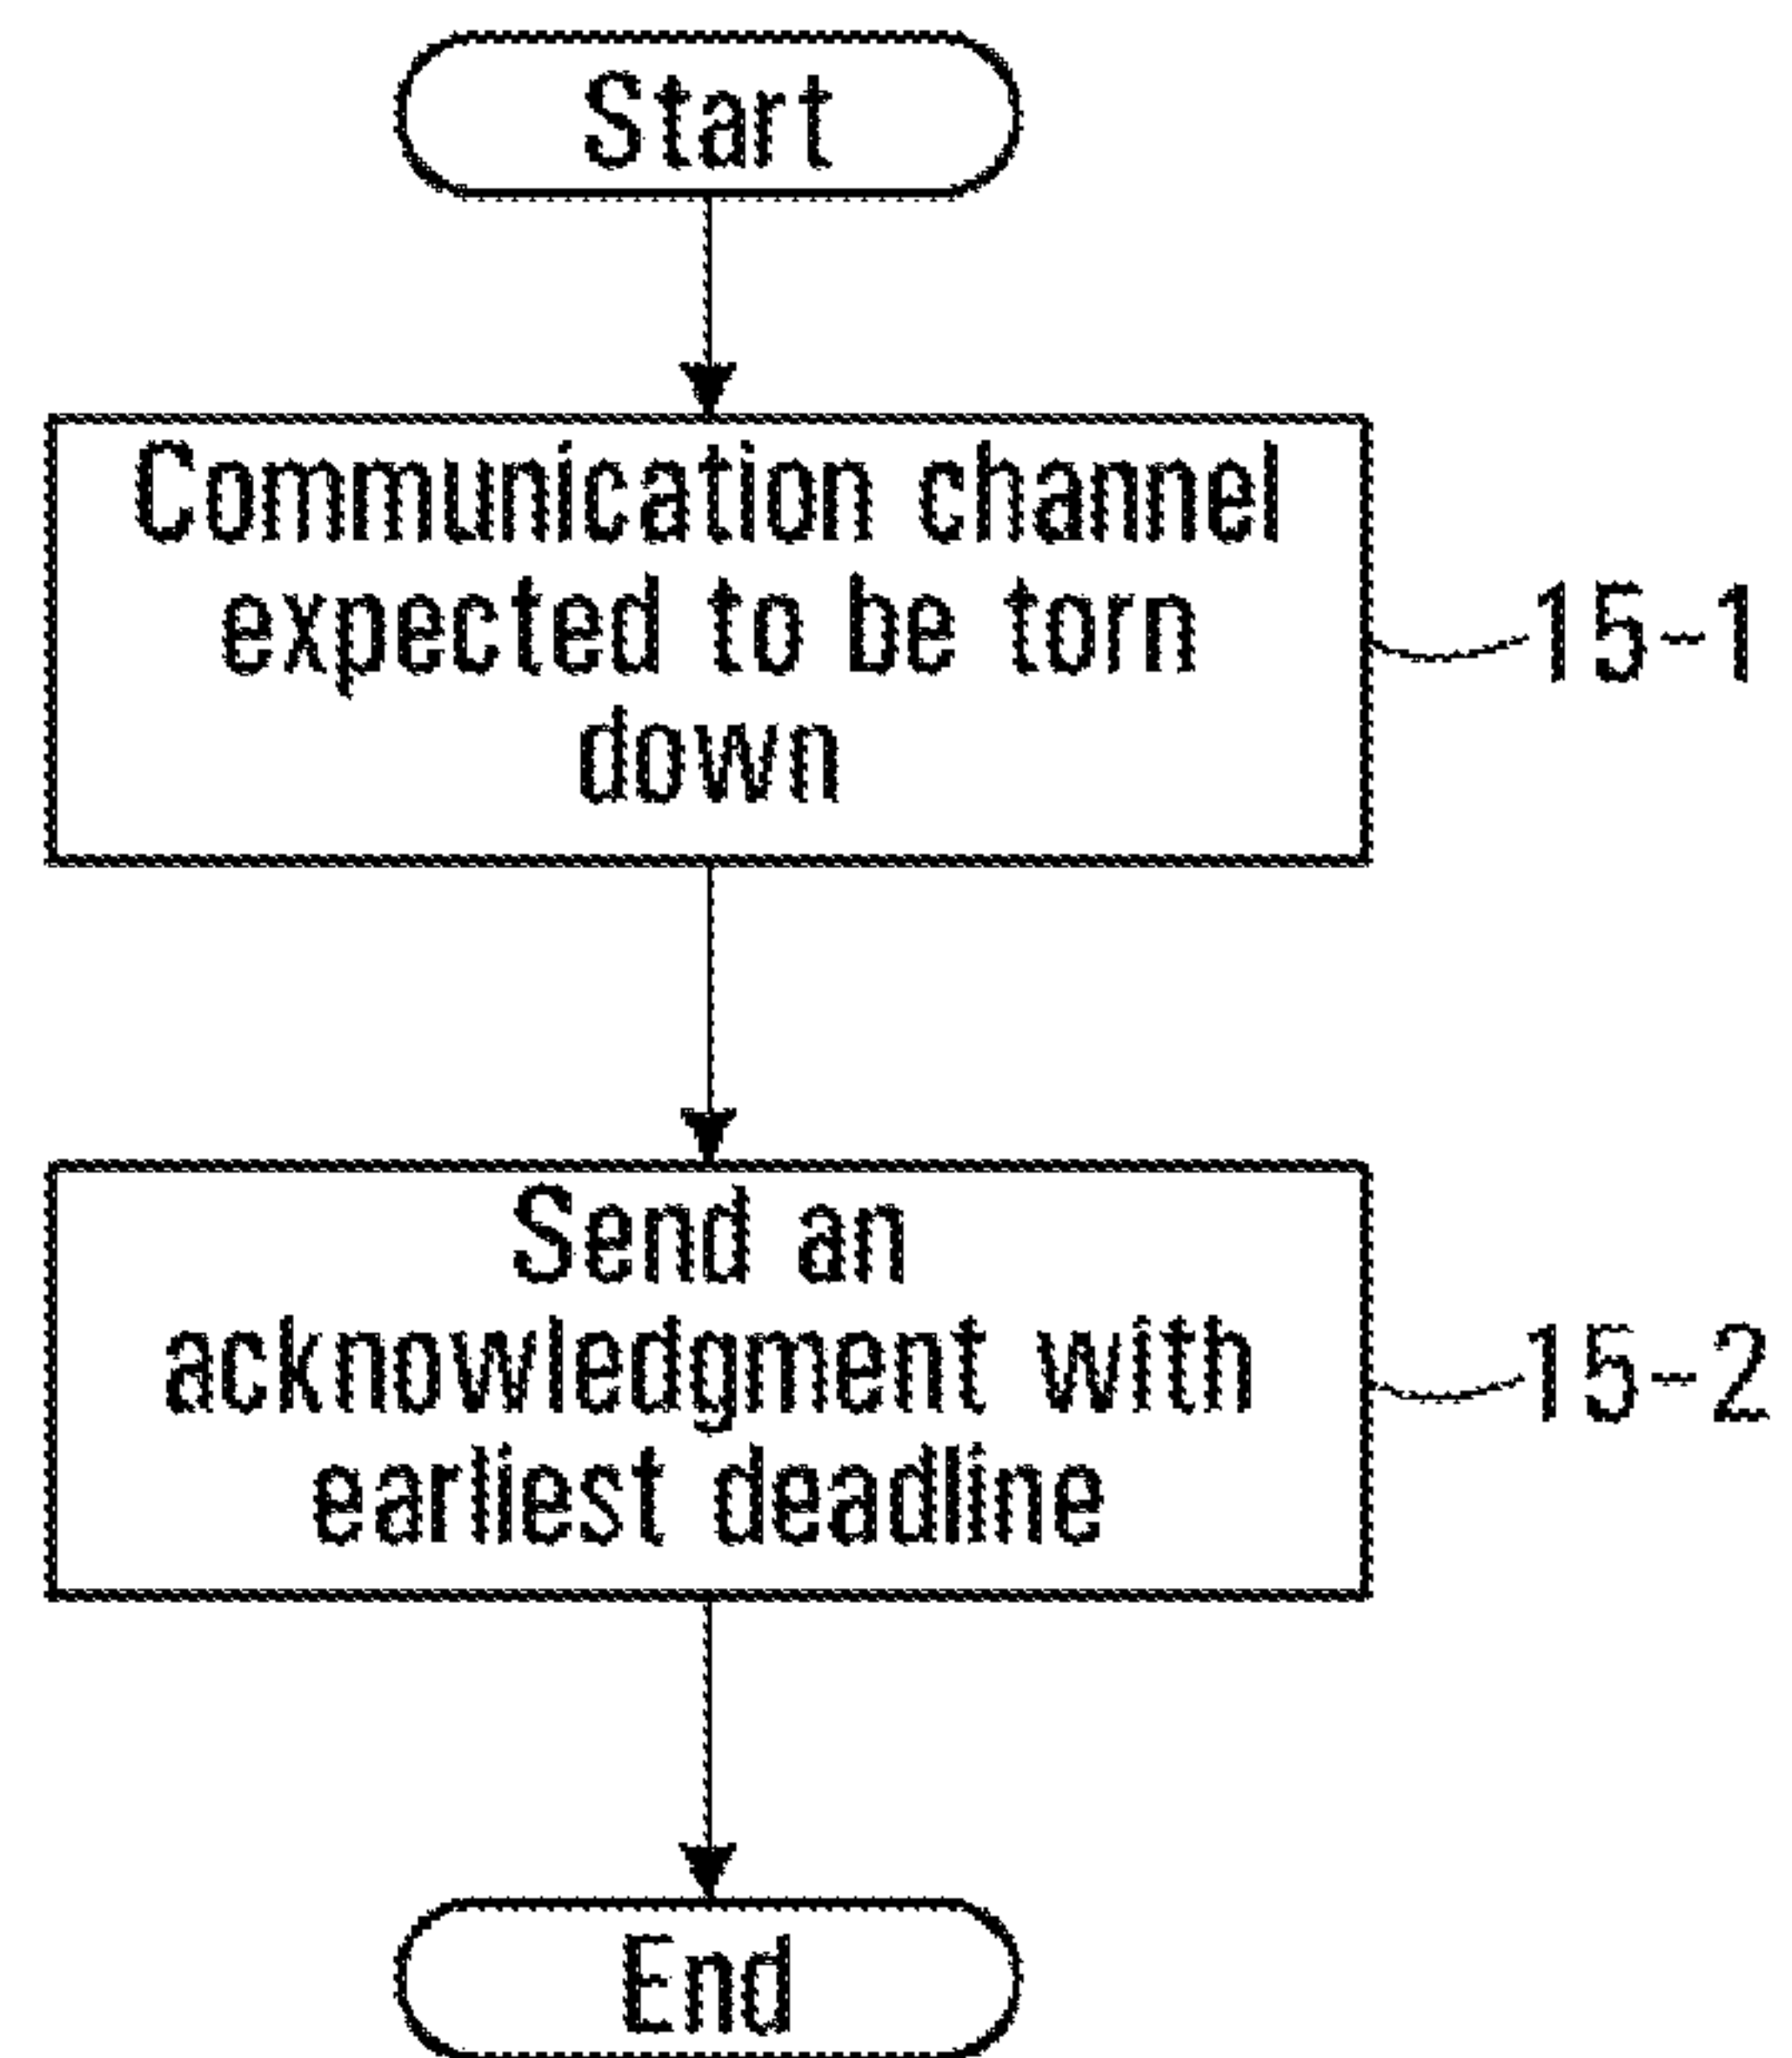 Start
Communication channel
expected to be torn
down
15-1
Send an
acknowledgment with
earliest deadline
15-2
End